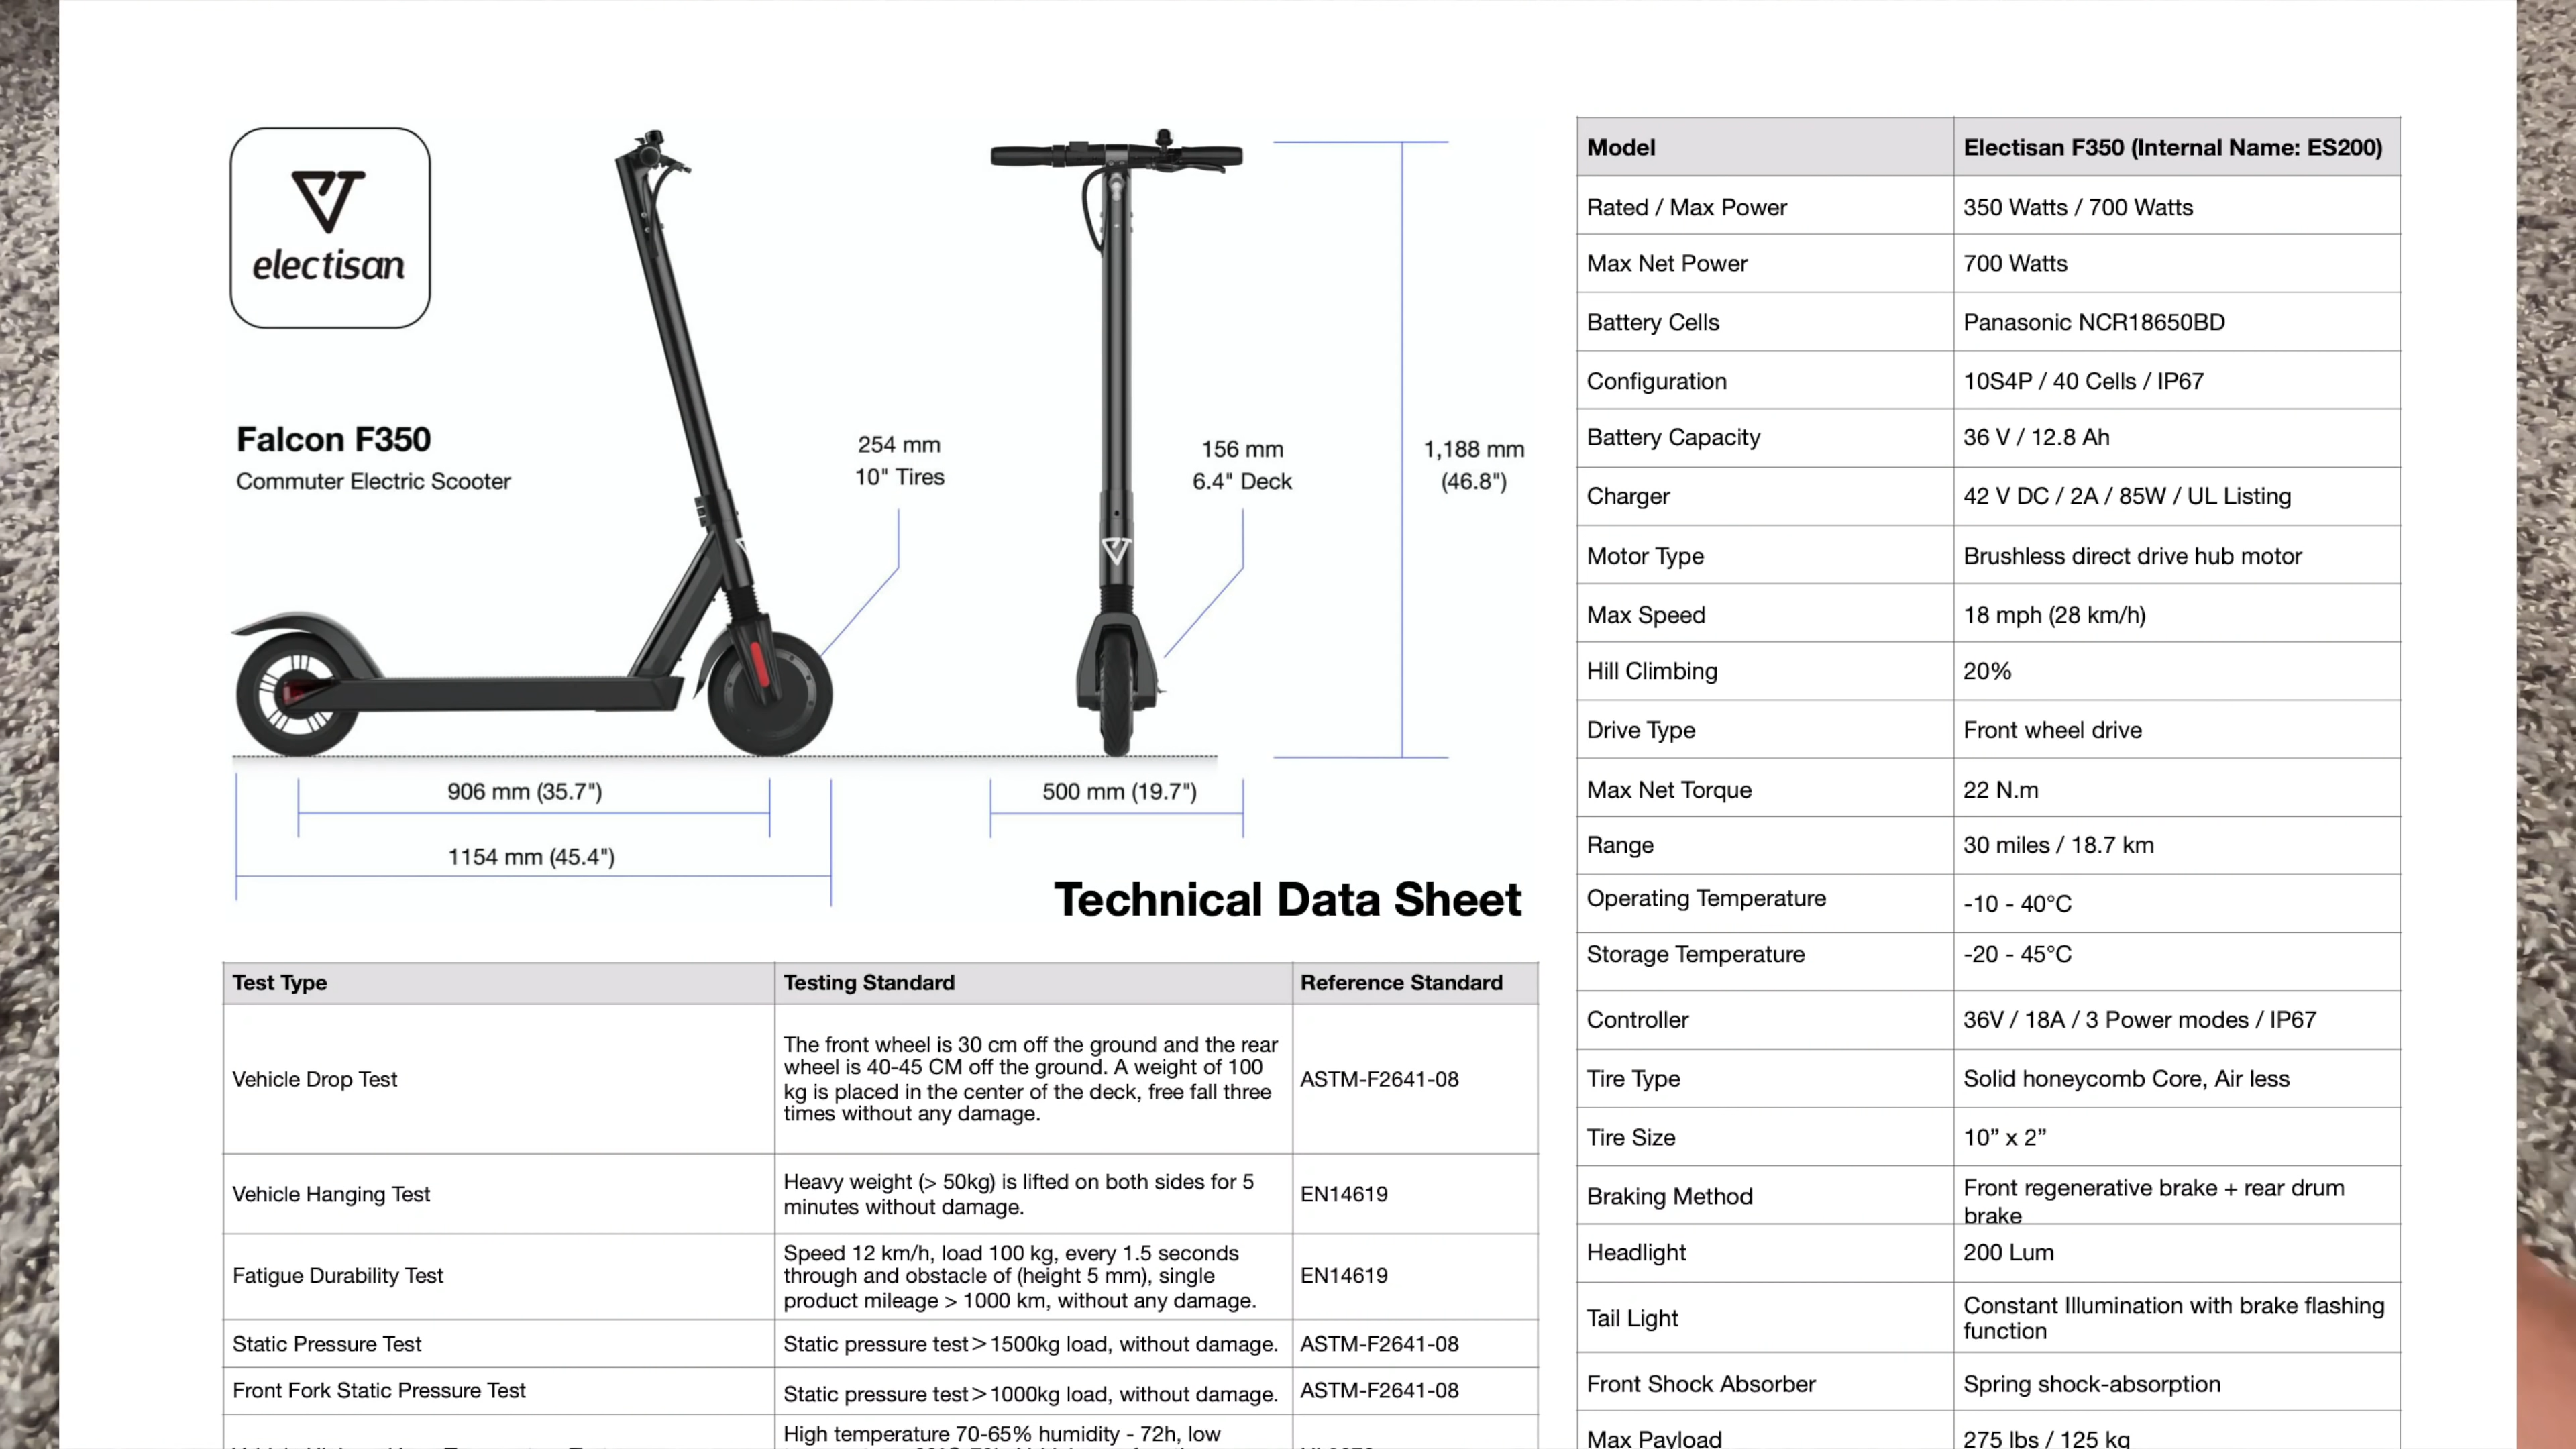 electisan
Falcon F350
Commuter Electric Scooter
254 mm
10" Tires
156 mm
6.4" Deck
1,188 mm
(46.8")
906 mm (35.7")
500 mm (19.7")
1154 mm (45.4")
Technical Data Sheet
Test Type Testing Standard Reference Standard
Vehicle Drop Test
The front wheel is 30 cm off the ground and the rear
wheel is 40-45 CM off the ground. A weight of 100
kg is placed in the center of the deck, free fall three
times without any damage.
ASTM-F2641-08
Vehicle Hanging Test
Heavy weight (> 50kg) is lifted on both sides for 5
minutes without damage.
EN14619
Fatigue Durability Test
Speed 12 km/h, load 100 kg, every 1.5 seconds
through and obstacle of (height 5 mm), single
product mileage > 1000 km, without any damage.
EN14619
Static Pressure Test Static pressure test>1500kg load, without damage. ASTM-F2641-08
Front Fork Static Pressure Test Static pressure test>1000kg load, without damage. ASTM-F2641-08
High temperature 70-65% humidity - 72h, low
Model Electisan F350 (Internal Name: ES200)
Rated / Max Power 350 Watts / 700 Watts
Max Net Power 700 Watts
Battery Cells Panasonic NCR18650BD
Configuration 10S4P / 40 Cells / IP67
Battery Capacity 36 V / 12.8 Ah
Charger 42 V DC / 2A / 85W / UL Listing
Motor Type Brushless direct drive hub motor
Max Speed 18 mph (28 km/h)
Hill Climbing 20%
Drive Type Front wheel drive
Max Net Torque 22 N.m
Range 30 miles / 18.7 km
Operating Temperature -10 - 40°C
Storage Temperature -20 - 45°C
Controller 36V / 18A / 3 Power modes / IP67
Tire Type Solid honeycomb Core, Air less
Tire Size 10” x 2”
Braking Method Front regenerative brake + rear drum
brake
Headlight 200 Lum
Tail Light Constant Illumination with brake flashing
function
Front Shock Absorber Spring shock-absorption
Max Payload 275 lbs / 125 kg